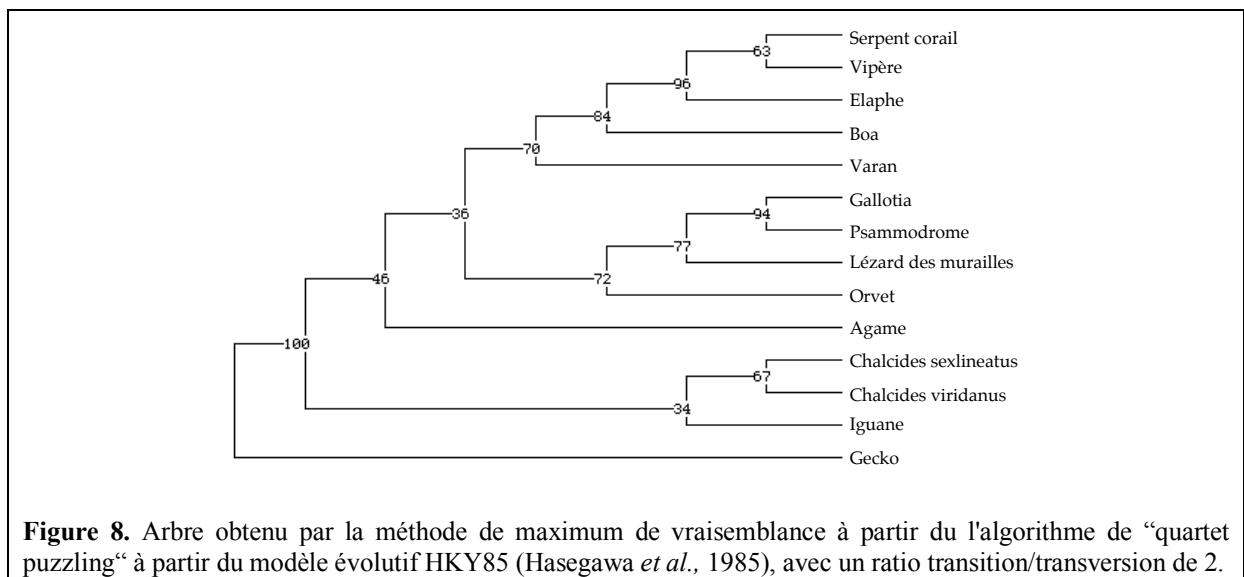 Serpent corail
63
Vipère
96
Elaphe
84
Boa
70
Varan
Gallotia
36
94
Psammodrome
77
Lézard des murailles
46
72
Orvet
Agame
100
Chalcides sexlineatus
67
Chalcides viridanus
34
Iguane
Gecko
Figure 8. Arbre obtenu par la méthode de maximum de vraisemblance à partir du l'algorithme de “quartet
puzzling“ à partir du modèle évolutif HKY85 (Hasegawa et al., 1985), avec un ratio transition/transversion de 2.